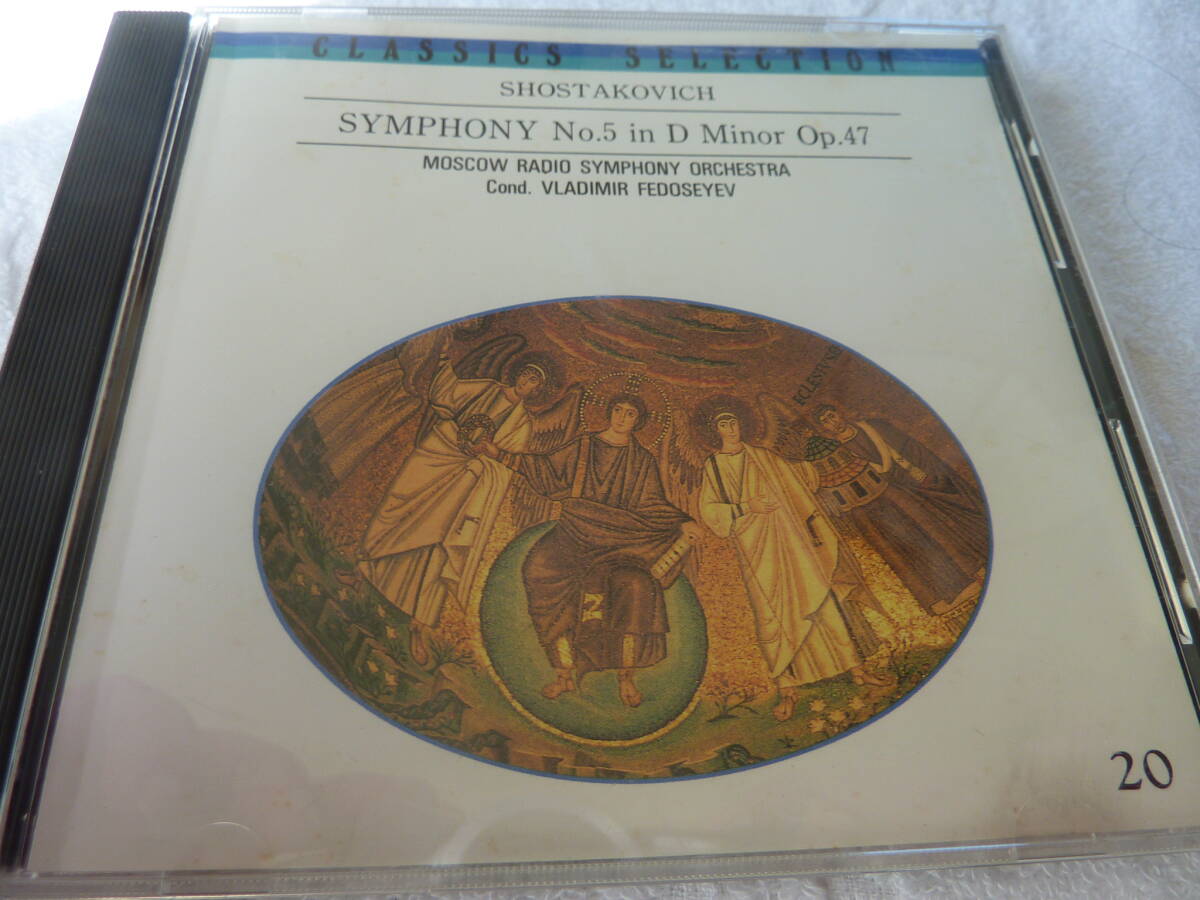 CLASSICS SELECTION
SHOSTAKOVICH
SYMPHONY No.5 in D Minor Op.47
MOSCOW RADIO SYMPHONY ORCHESTRA
Cond. VLADIMIR FEDOSEYEV
20